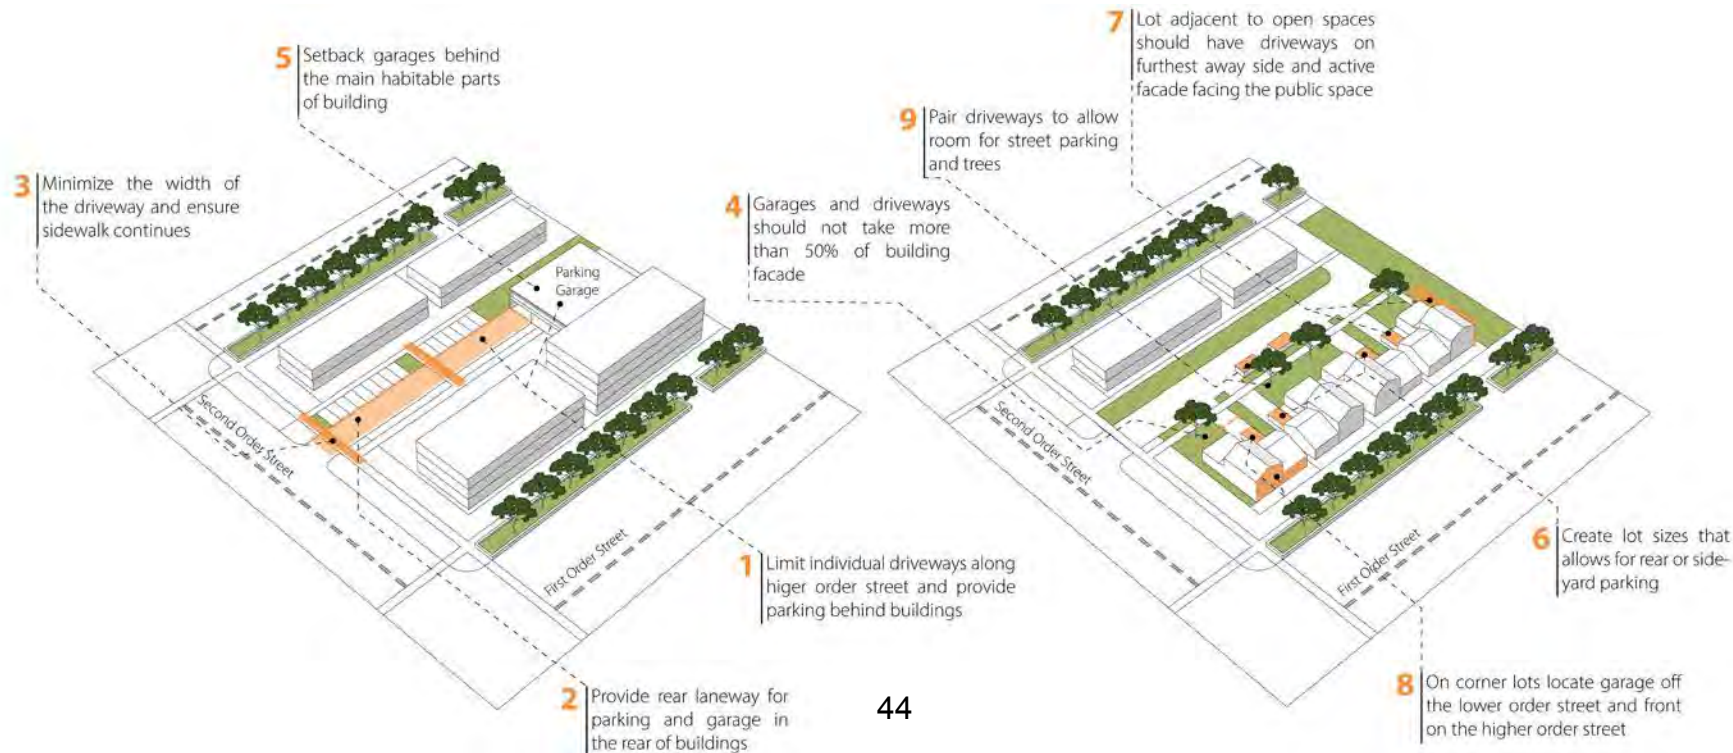 5 Setback garages behind
the main habitable parts
of building
7 Lot adjacent to open spaces
should have driveways on
furthest away side and active
facade facing the public space
9 Pair driveways to allow
room for street parking
and trees
3 Minimize the width of
the driveway and ensure
sidewalk continues
4 Garages and driveways
should not take more
than 50% of building
facade
Parking
Garage
Second Order Street
First Order Street
Second Order Street
First Order Street
1 Limit individual driveways along
higer order street and provide
parking behind buildings
6 Create lot sizes that
allows for rear or side-
yard parking
2 Provide rear laneway for
parking and garage in
the rear of buildings
44
8 On corner lots locate garage off
the lower order street and front
on the higher order street